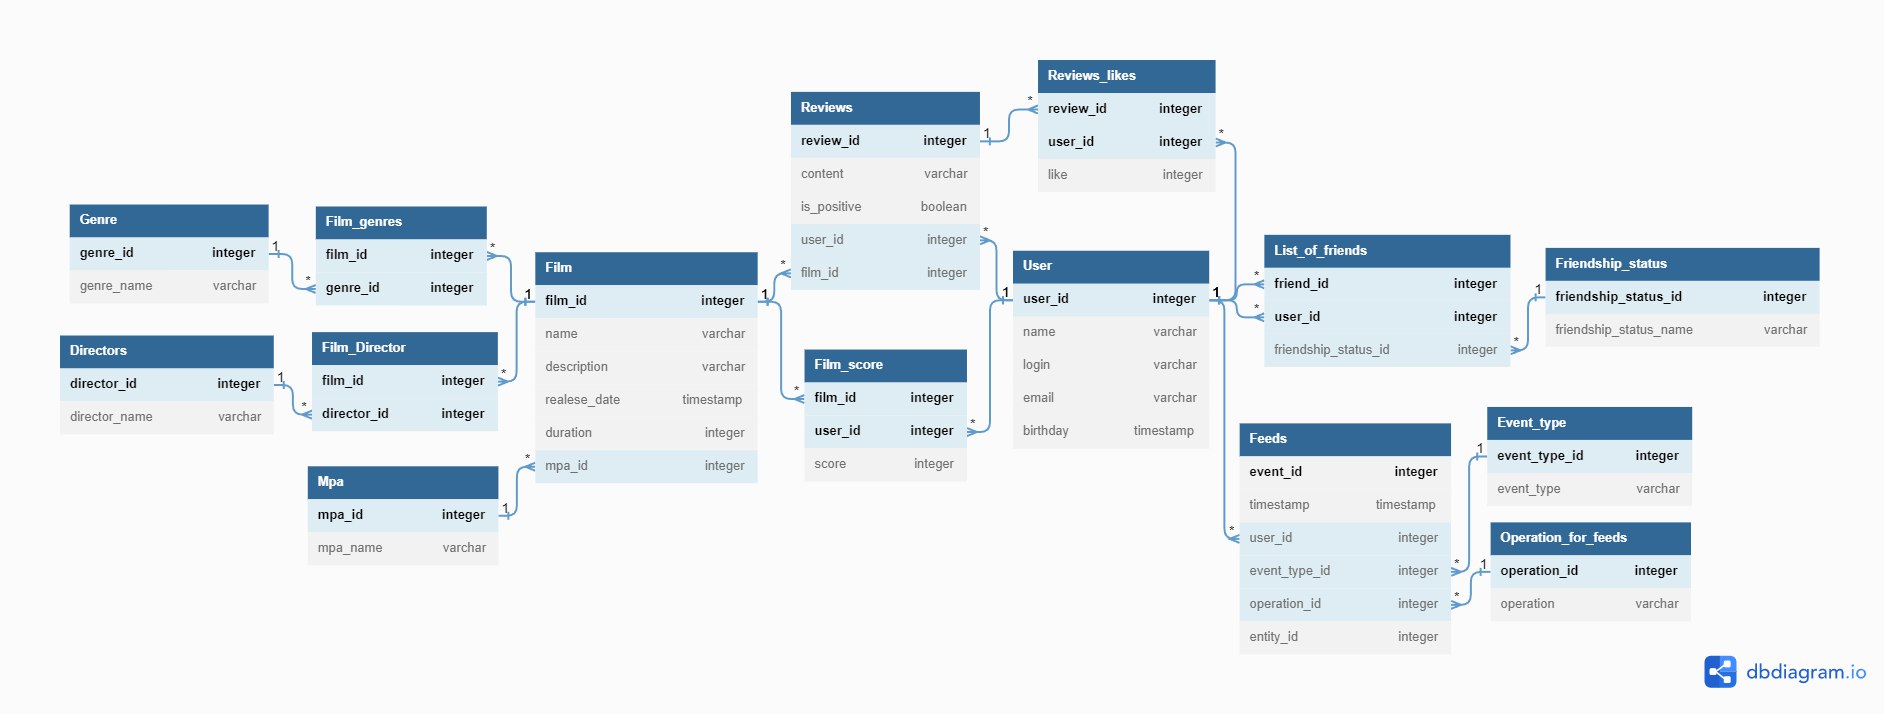 Genre
genre_id integer
genre_name varchar
Directors
director_id integer
director_name varchar
Film_genres
film_id integer
genre_id integer
Film_Director
film_id integer
director_id integer
Mpa
mpa_id integer
mpa_name varchar
Film
film_id integer
name varchar
description varchar
realese_date timestamp
duration integer
mpa_id integer
Reviews
review_id integer
content varchar
is_positive boolean
user_id integer
film_id integer
Film_score
film_id integer
user_id integer
score integer
Reviews_likes
review_id integer
user_id integer
like integer
User
user_id integer
name varchar
login varchar
email varchar
birthday timestamp
List_of_friends
friend_id integer
user_id integer
friendship_status_id integer
Friendship_status
friendship_status_id integer
friendship_status_name varchar
Feeds
event_id integer
timestamp timestamp
user_id integer
event_type_id integer
operation_id integer
entity_id integer
Event_type
event_type_id integer
event_type varchar
Operation_for_feeds
operation_id integer
operation varchar
1 * * 1 1 * * * 1 1 * * 1 * * * 1 1 * * * * 1 * 1 * 1 *
dbdiagram.io